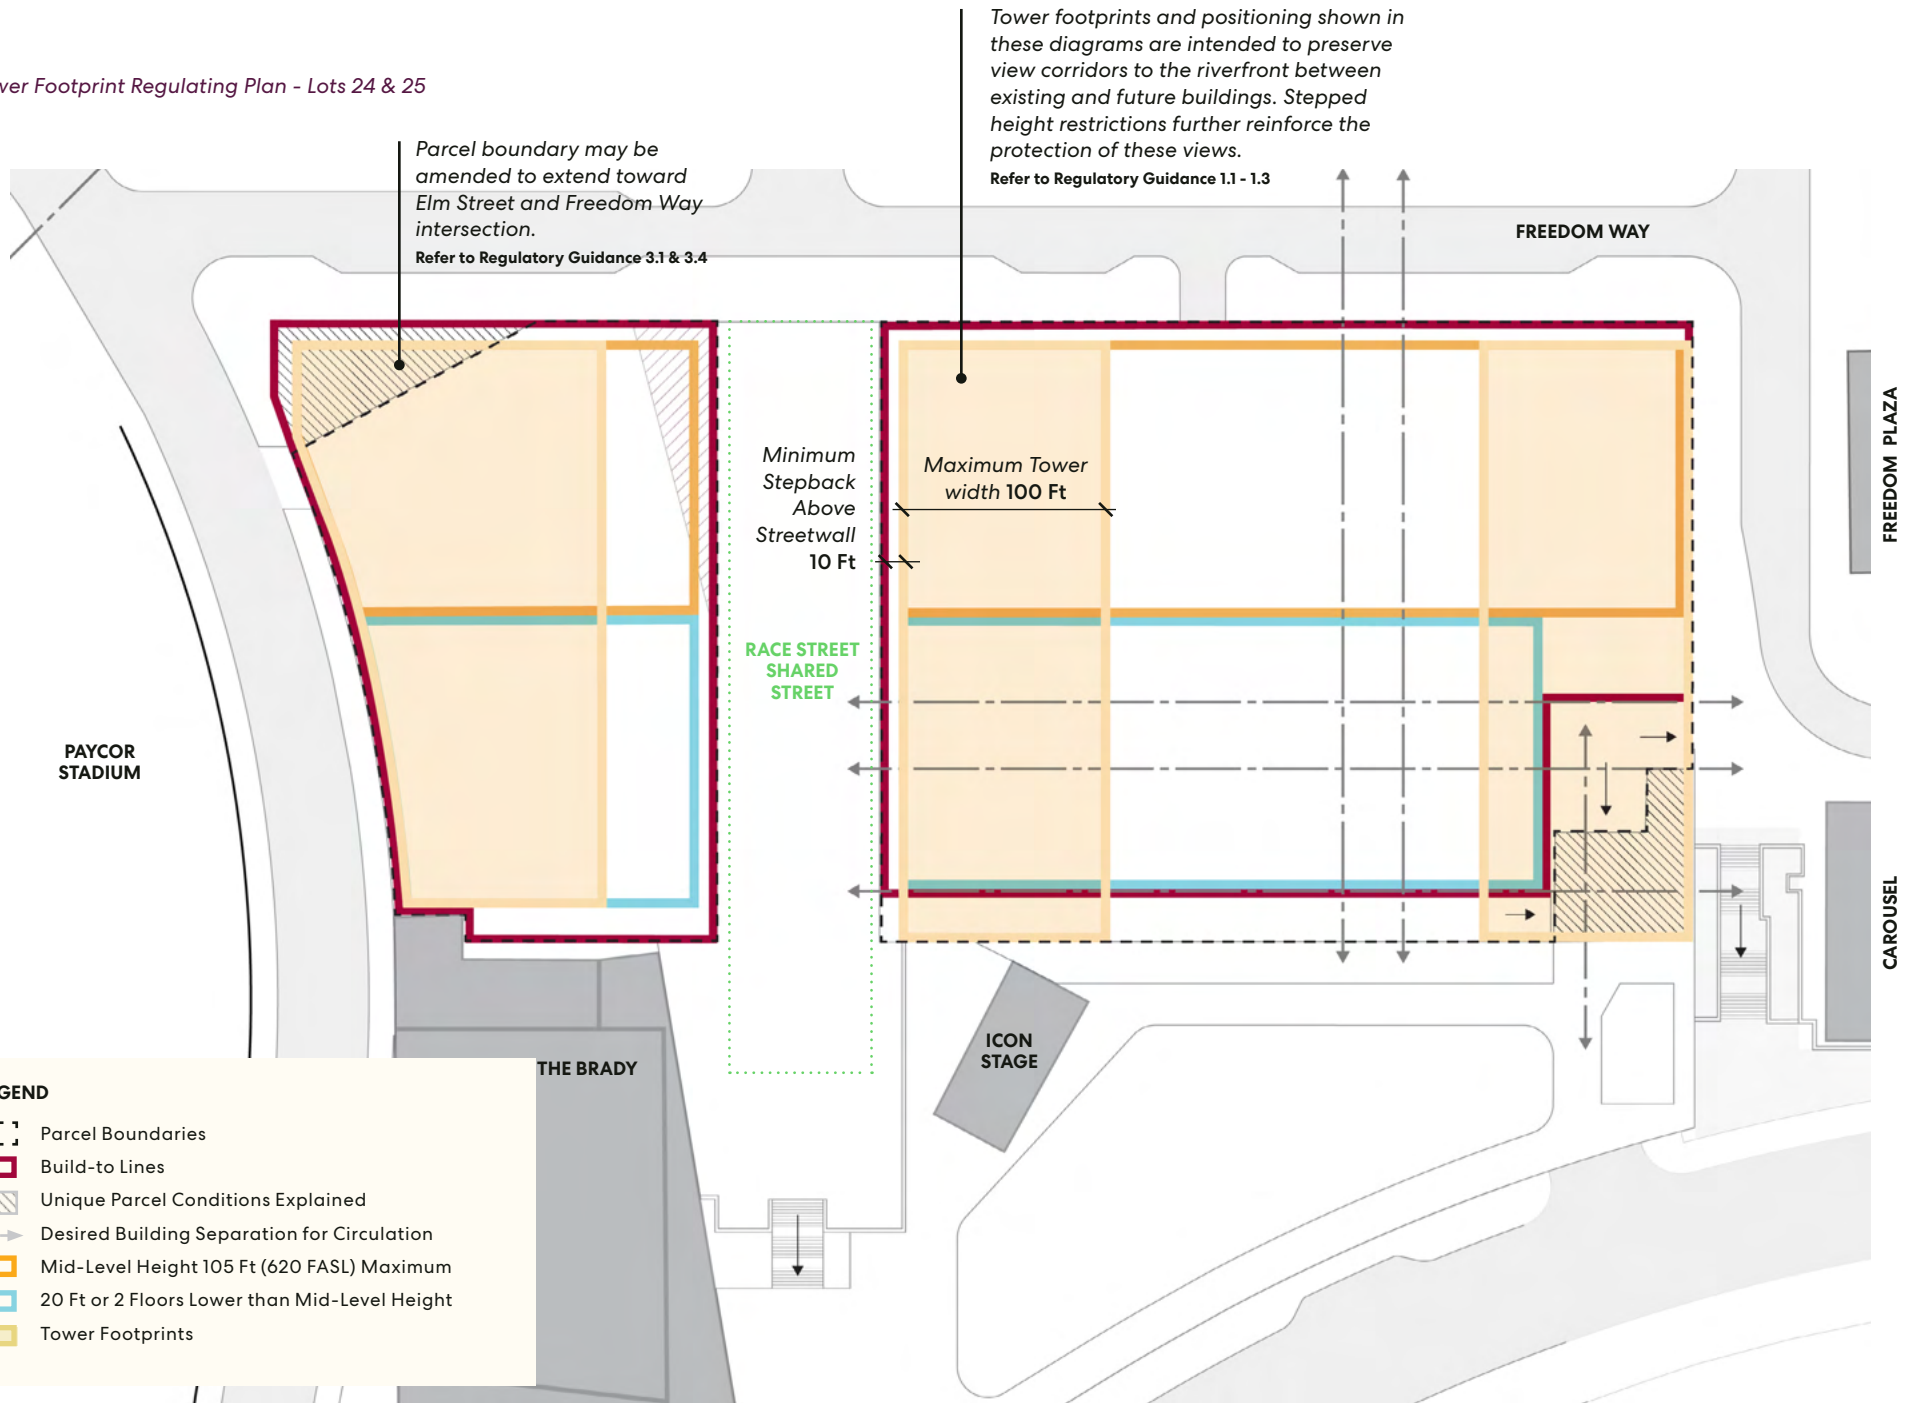 Tower footprints and positioning shown in
these diagrams are intended to preserve
view corridors to the riverfront between
existing and future buildings. Stepped
height restrictions further reinforce the
protection of these views.
Refer to Regulatory Guidance 1.1 - 1.3
ver Footprint Regulating Plan - Lots 24 & 25
Parcel boundary may be
amended to extend toward
Elm Street and Freedom Way
intersection.
Refer to Regulatory Guidance 3.1 & 3.4
FREEDOM WAY
FREEDOM PLAZA
Minimum
Stepback
Above
Streetwall
10 Ft
Maximum Tower
width 100 Ft
RACE STREET
SHARED
STREET
PAYCOR
STADIUM
CAROUSEL
ICON
STAGE
THE BRADY
GEND
Parcel Boundaries
Build-to Lines
Unique Parcel Conditions Explained
Desired Building Separation for Circulation
Mid-Level Height 105 Ft (620 FASL) Maximum
20 Ft or 2 Floors Lower than Mid-Level Height
Tower Footprints